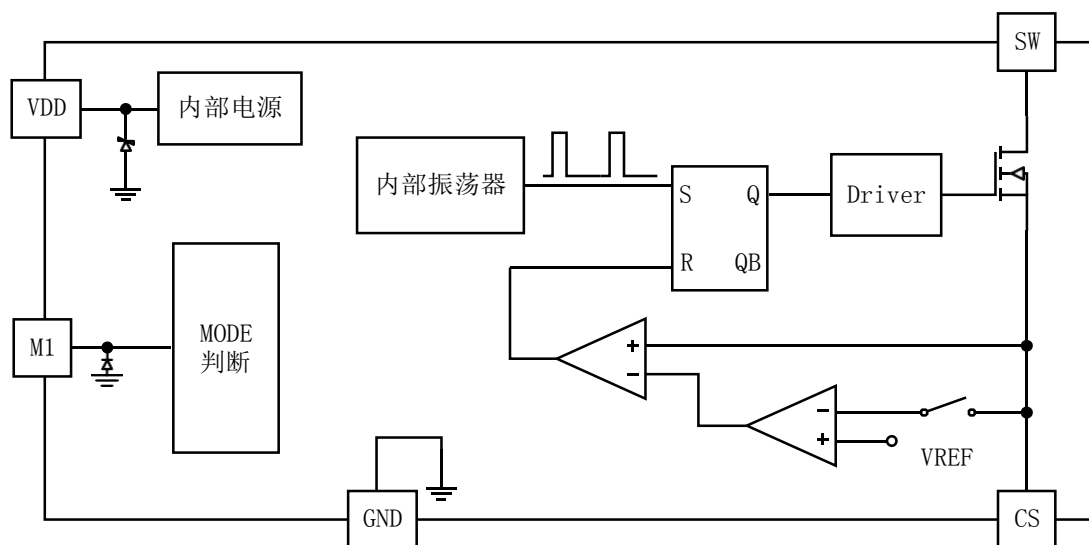 SW
VDD
内部电源
内部振荡器
S
Q
Driver
R
QB
M1
MODE
判断
+
−
−
+
VREF
GND
CS